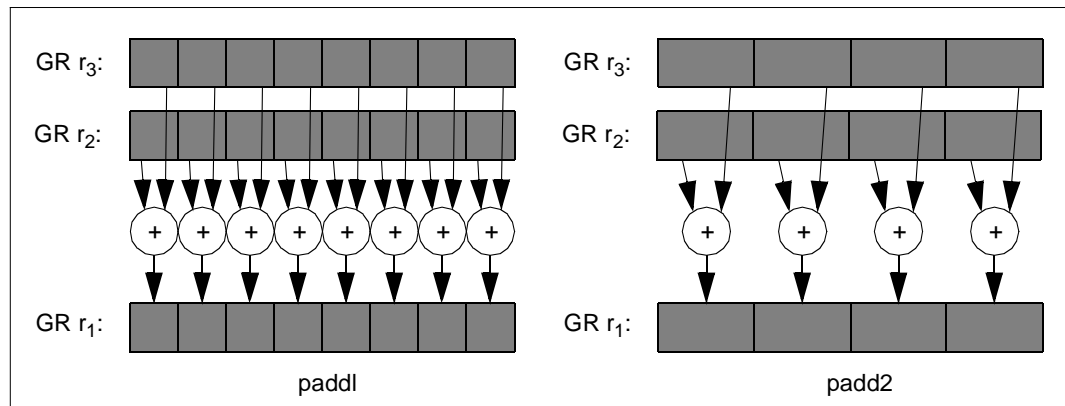 GR r3:
GR r2:
+ + + + + + + +
GR r1:
paddl
GR r3:
GR r2:
+ + + +
GR r1:
padd2